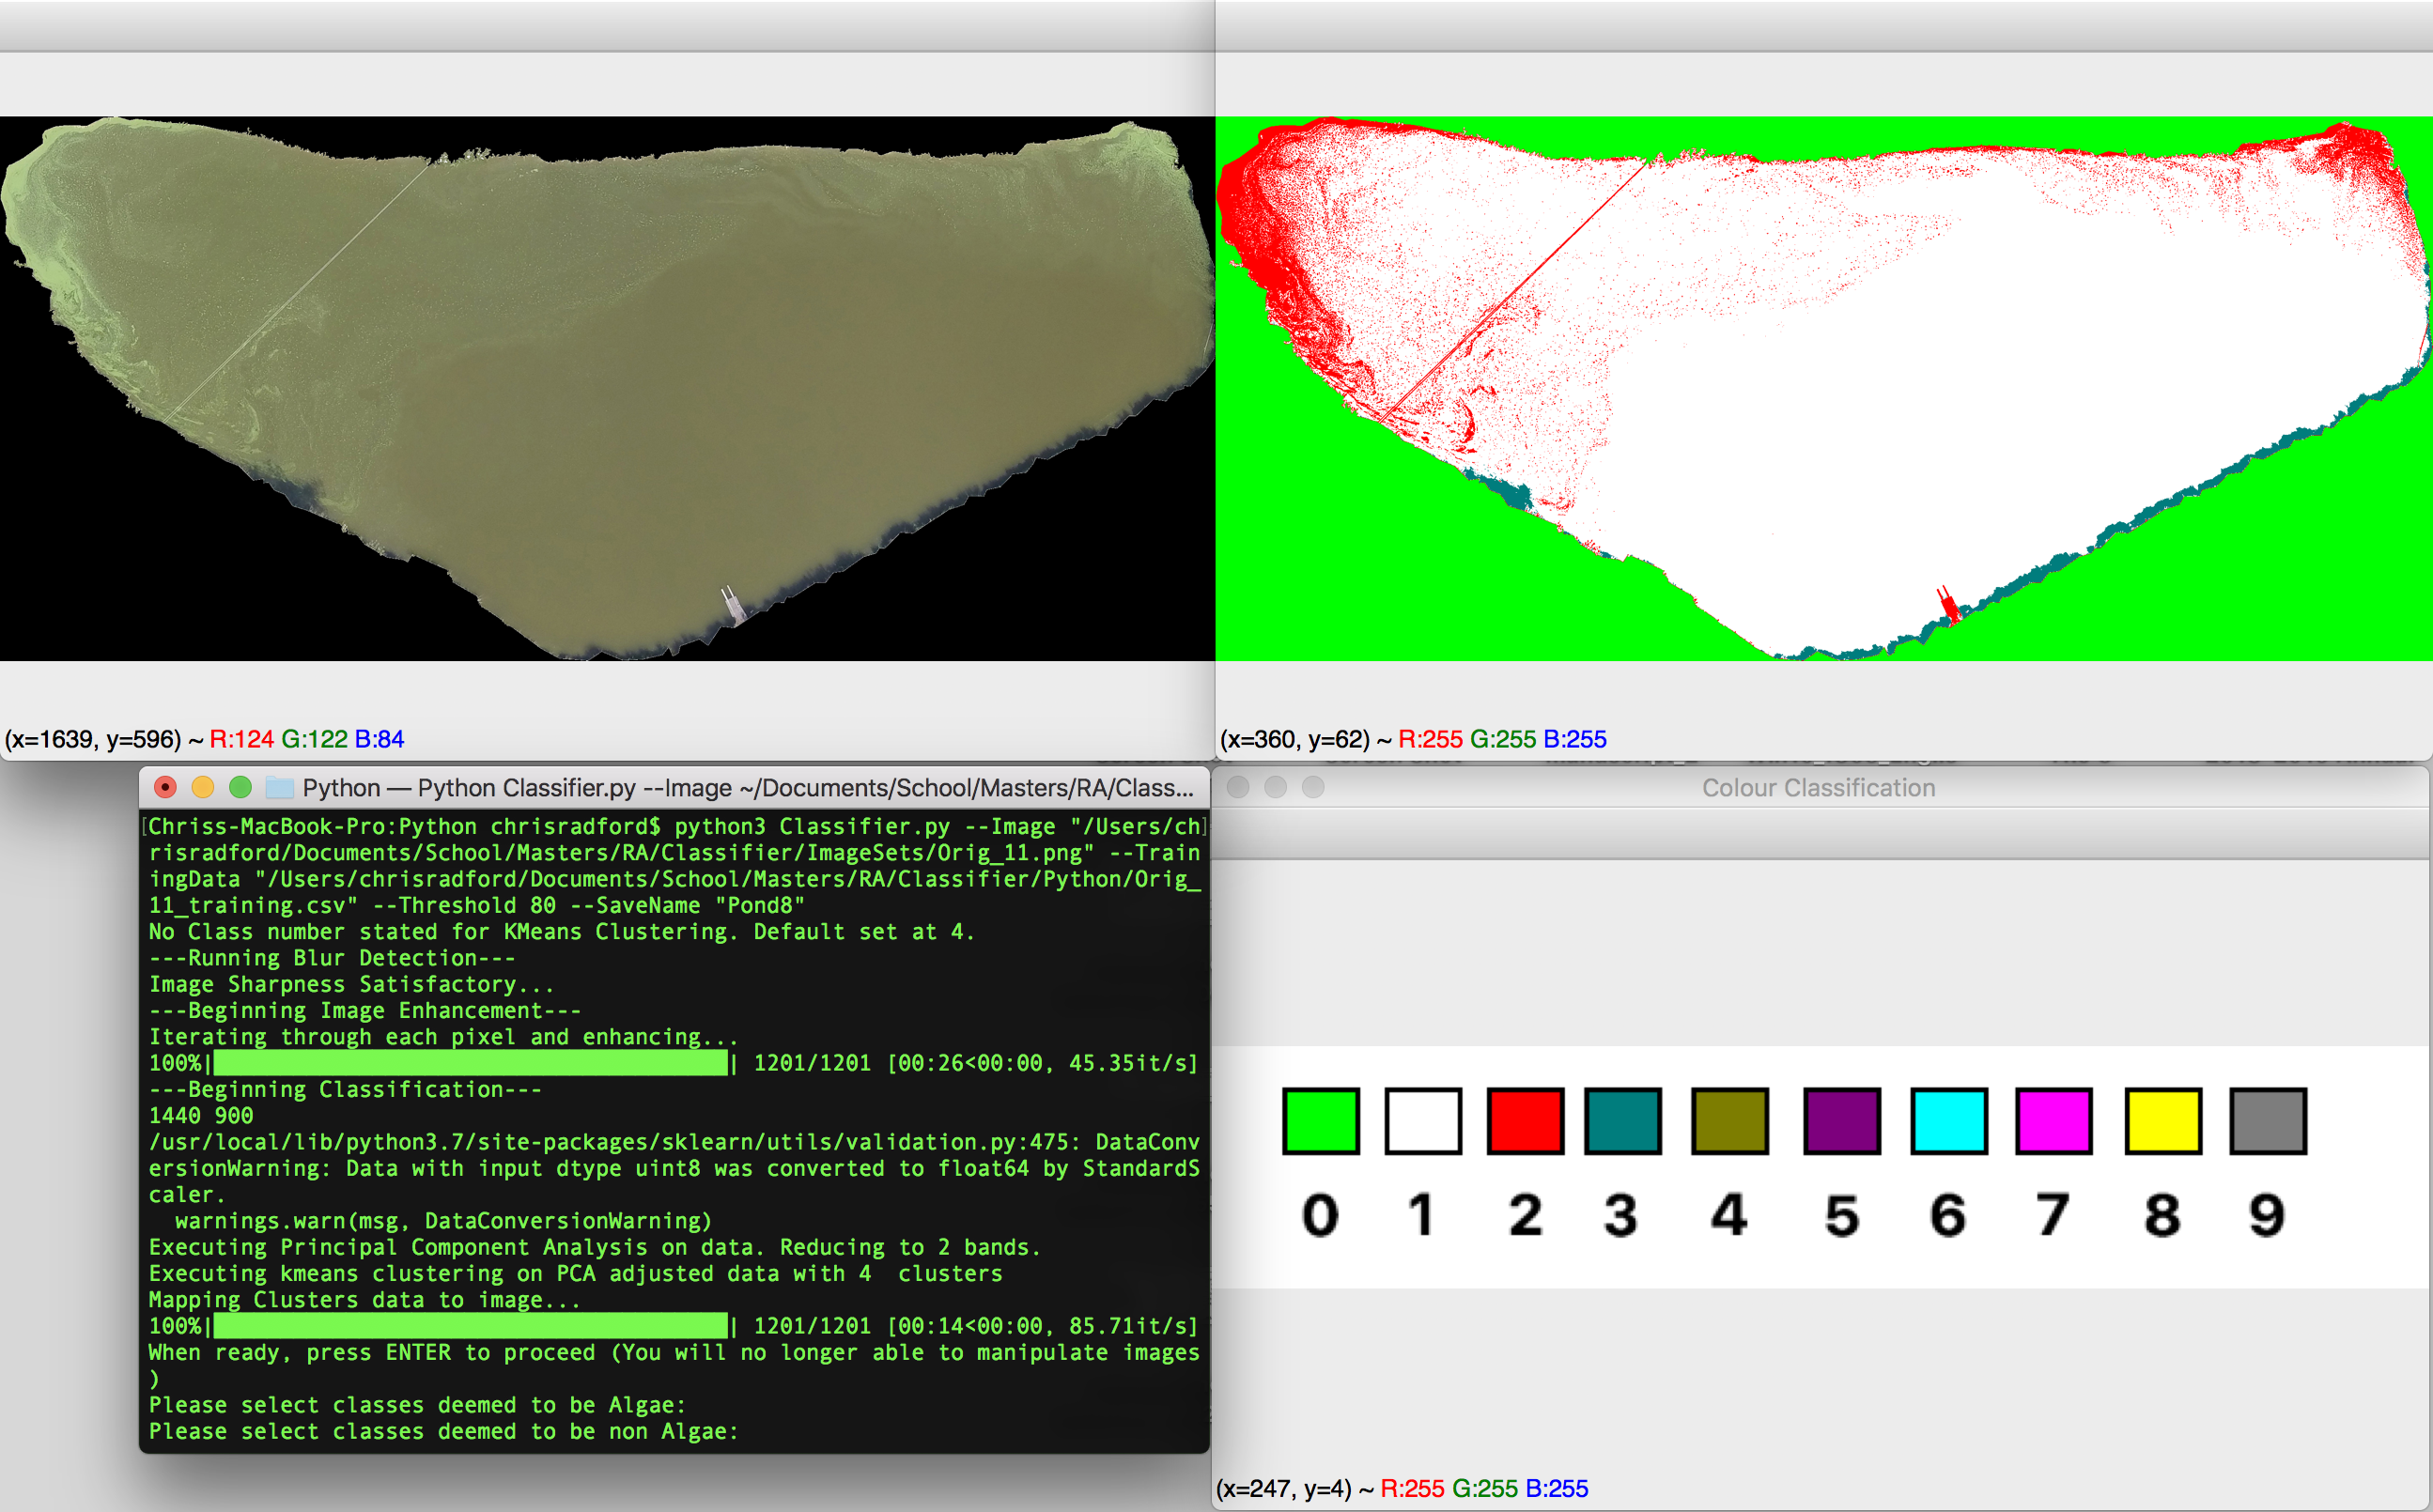 (x=1639, y=596) ~ R:124 G:122 B:84
(x=360, y=62) ~ R:255 G:255 B:255
Python — Python Classifier.py --Image ~/Documents/School/Masters/RA/Class...
[Chriss-MacBook-Pro:Python chrisradford$ python3 Classifier.py --Image "/Users/ch]
risradford/Documents/School/Masters/RA/Classifier/ImageSets/Orig_11.png" --Train
ingData "/Users/chrisradford/Documents/School/Masters/RA/Classifier/Python/Orig_
11_training.csv" --Threshold 80 --SaveName "Pond8"
No Class number stated for KMeans Clustering. Default set at 4.
---Running Blur Detection---
Image Sharpness Satisfactory...
---Beginning Image Enhancement---
Iterating through each pixel and enhancing...
100%|██████████| 1201/1201 [00:26<00:00, 45.35it/s]
---Beginning Classification---
1440 900
/usr/local/lib/python3.7/site-packages/sklearn/utils/validation.py:475: DataConv
ersionWarning: Data with input dtype uint8 was converted to float64 by StandardS
caler.
warnings.warn(msg, DataConversionWarning)
Executing Principal Component Analysis on data. Reducing to 2 bands.
Executing kmeans clustering on PCA adjusted data with 4  clusters
Mapping Clusters data to image...
100%|██████████| 1201/1201 [00:14<00:00, 85.71it/s]
When ready, press ENTER to proceed (You will no longer able to manipulate images
)
Please select classes deemed to be Algae:
Please select classes deemed to be non Algae:
Colour Classification
0 1 2 3 4 5 6 7 8 9
(x=247, y=4) ~ R:255 G:255 B:255